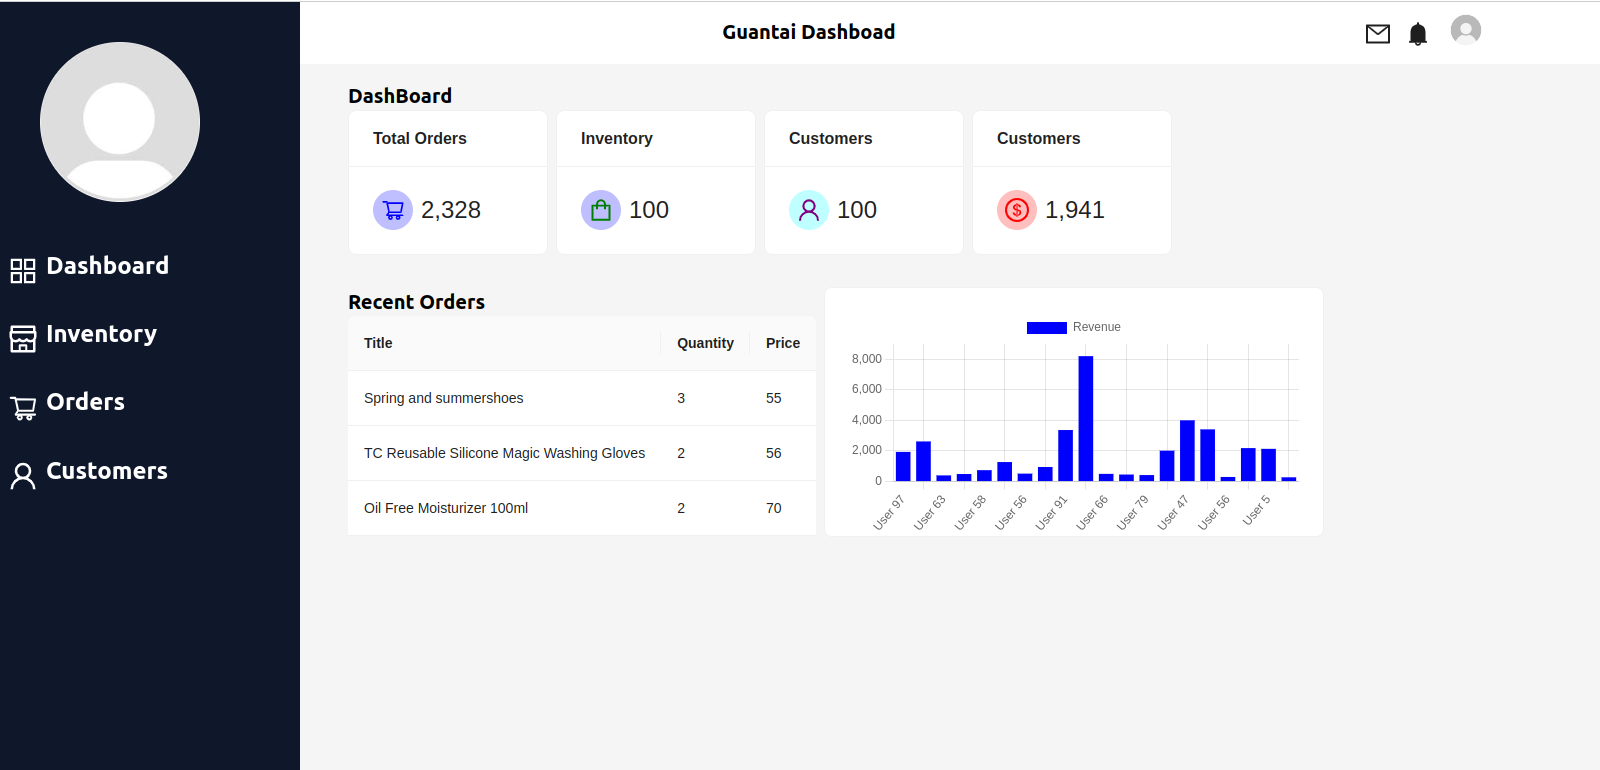 Guantai Dashboad
Dashboard
Inventory
Orders
Customers
DashBoard
Total Orders
2,328
Inventory
100
Customers
100
Customers
$ 1,941
Recent Orders
Title Quantity Price
Spring and summershoes 3 55
TC Reusable Silicone Magic Washing Gloves 2 56
Oil Free Moisturizer 100ml 2 70
Revenue
8,000
6,000
4,000
2,000
0
User 97 User 63 User 58 User 56 User 91 User 66 User 79 User 47 User 56 User 5